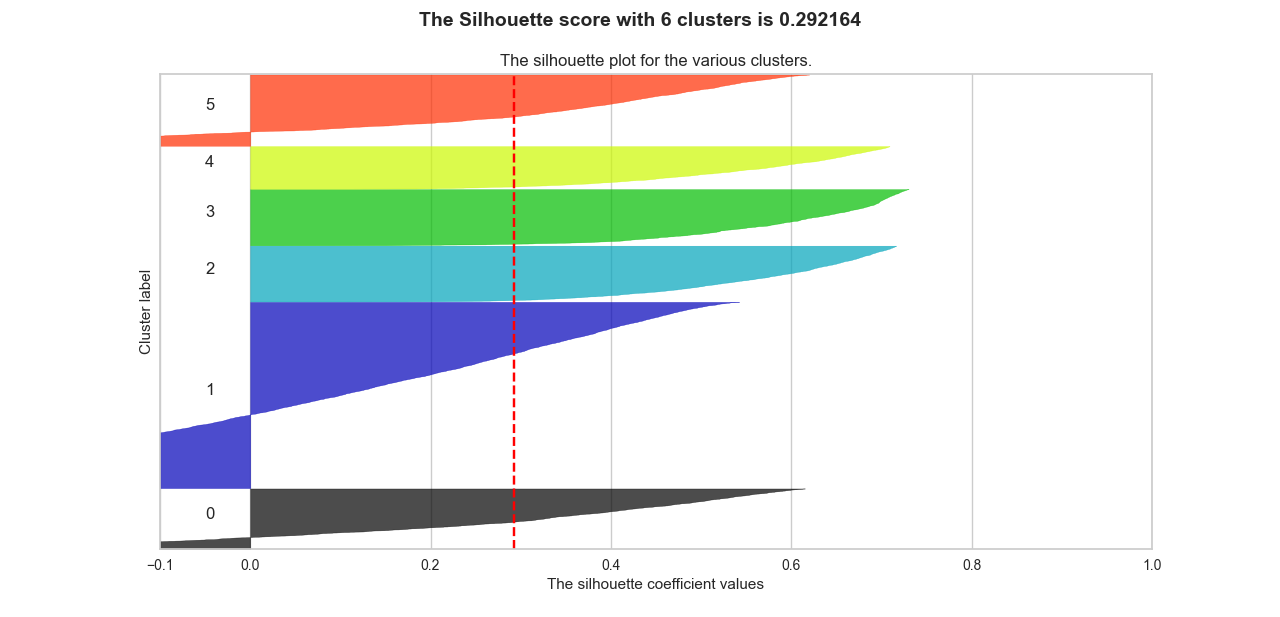 The Silhouette score with 6 clusters is 0.292164
The silhouette plot for the various clusters.
5
4
3
2
1
0
Cluster label
−0.1 0.0 0.2 0.4 0.6 0.8 1.0
The silhouette coefficient values